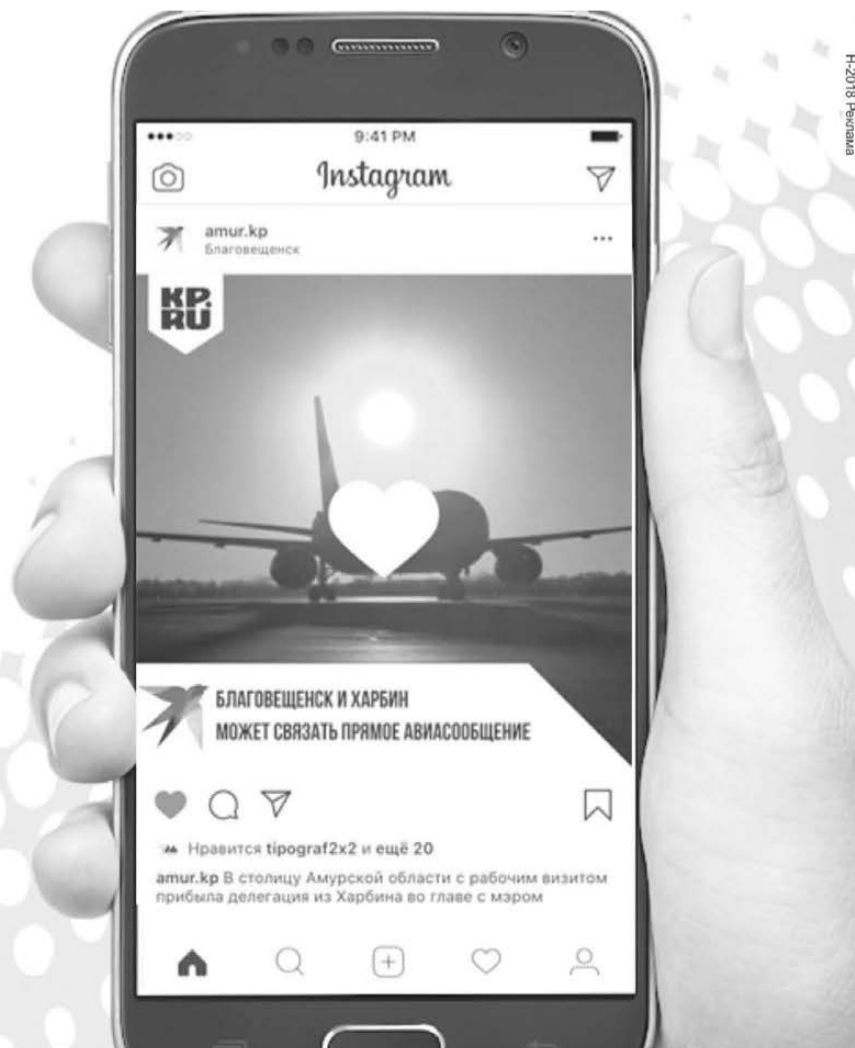 Н-2018 Реклама
9:41 PM
Instagram
amur.kp
Благовещенск
KP.
RU
БЛАГОВЕЩЕНСК И ХАРБИН
МОЖЕТ СВЯЗАТЬ ПРЯМОЕ АВИАСООБЩЕНИЕ
Нравится tipograf2x2 и ещё 20
amur.kp В столицу Амурской области с рабочим визитом
прибыла делегация из Харбина во главе с мэром